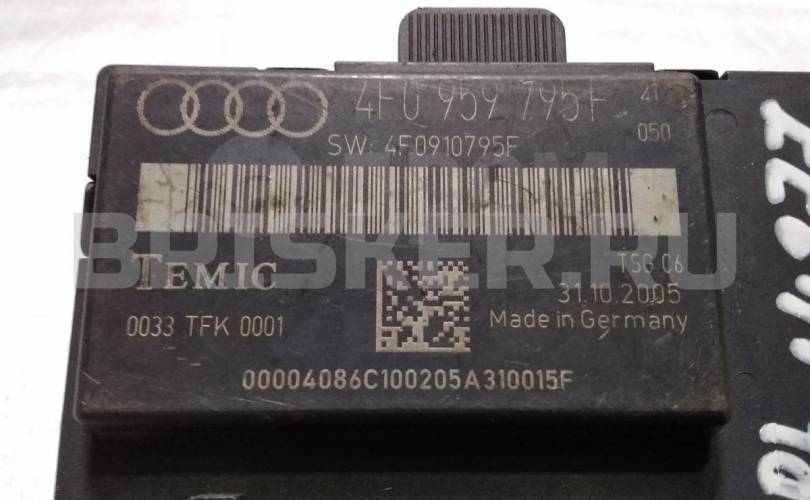 4F0 959 795F
050
SW: 4F0910795F
BRISKER.RU
TEMIC
TSG 06
31.10.2005
0033 TFK 0001
Made in Germany
00004086C100205A310015F